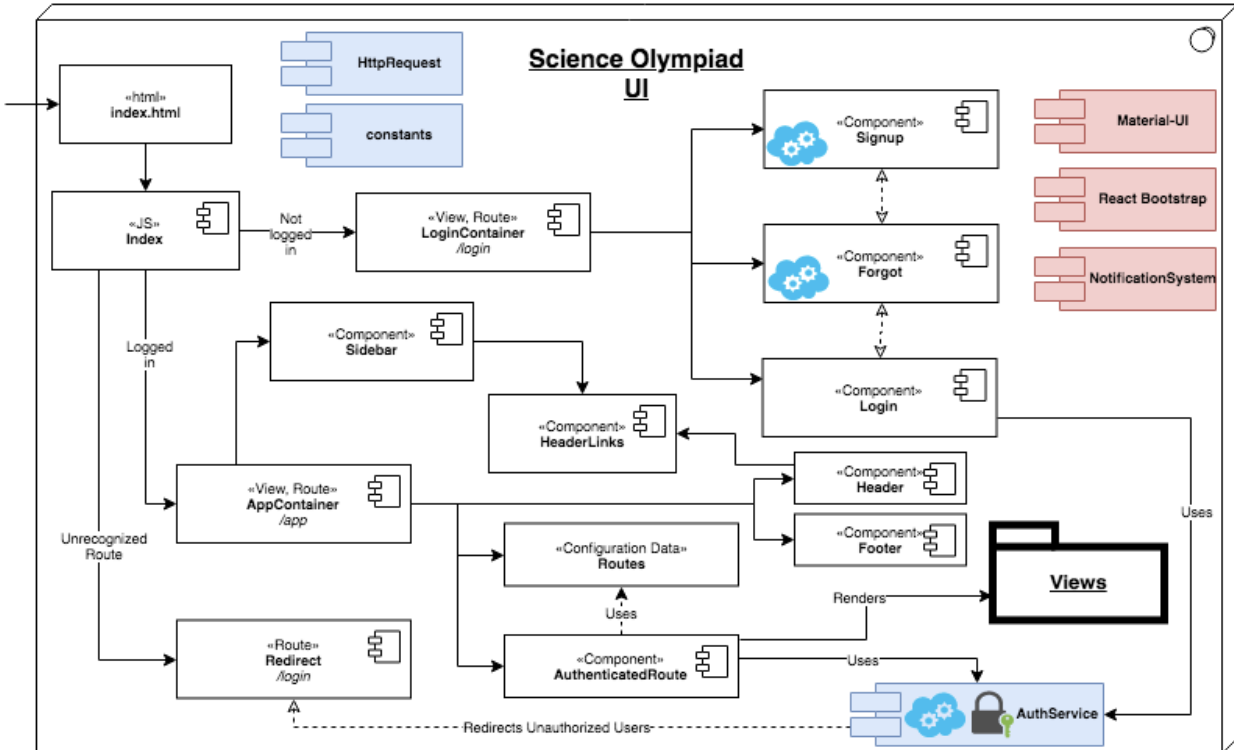 Science Olympiad
UI
HttpRequest
constants
«html»
index.html
«Component»
Signup
Material-UI
«JS»
Index
Not
logged
in
«View, Route»
LoginContainer
/login
React Bootstrap
«Component»
Forgot
NotificationSystem
Logged
in
«Component»
Sidebar
«Component»
Login
«Component»
HeaderLinks
«View, Route»
AppContainer
/app
«Component»
Header
Uses
Unrecognized
Route
«Configuration Data»
Routes
«Component»
Footer
Views
Uses
Renders
«Route»
Redirect
/login
«Component»
AuthenticatedRoute
Uses
AuthService
Redirects Unauthorized Users